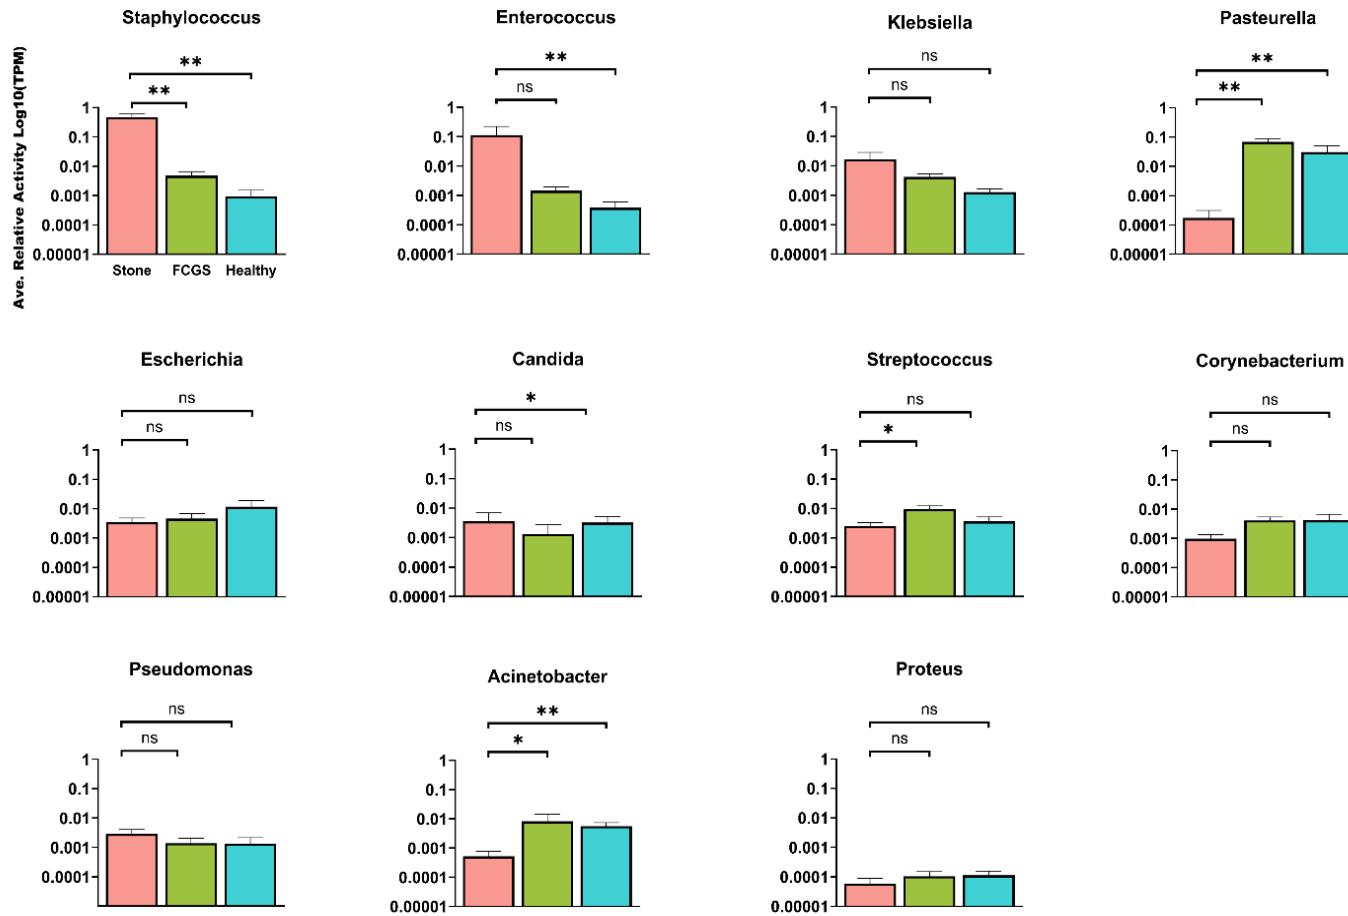 Staphylococcus
Ave. Relative Activity Log10(TPM)
**
**
1
0.1
0.01
0.001
0.0001
0.00001
Stone FCGS Healthy
Enterococcus
**
ns
1
0.1
0.01
0.001
0.0001
0.00001
Klebsiella
ns
ns
1
0.1
0.01
0.001
0.0001
0.00001
Pasteurella
**
**
1
0.1
0.01
0.001
0.0001
0.00001
Escherichia
ns
ns
1
0.1
0.01
0.001
0.0001
0.00001
Candida
*
ns
1
0.1
0.01
0.001
0.0001
0.00001
Streptococcus
ns
*
1
0.1
0.01
0.001
0.0001
0.00001
Corynebacterium
ns
ns
1
0.1
0.01
0.001
0.0001
0.00001
Pseudomonas
ns
ns
1
0.1
0.01
0.001
0.0001
Acinetobacter
**
*
1
0.1
0.01
0.001
0.0001
0.00001
Proteus
ns
ns
1
0.1
0.01
0.001
0.0001
0.00001